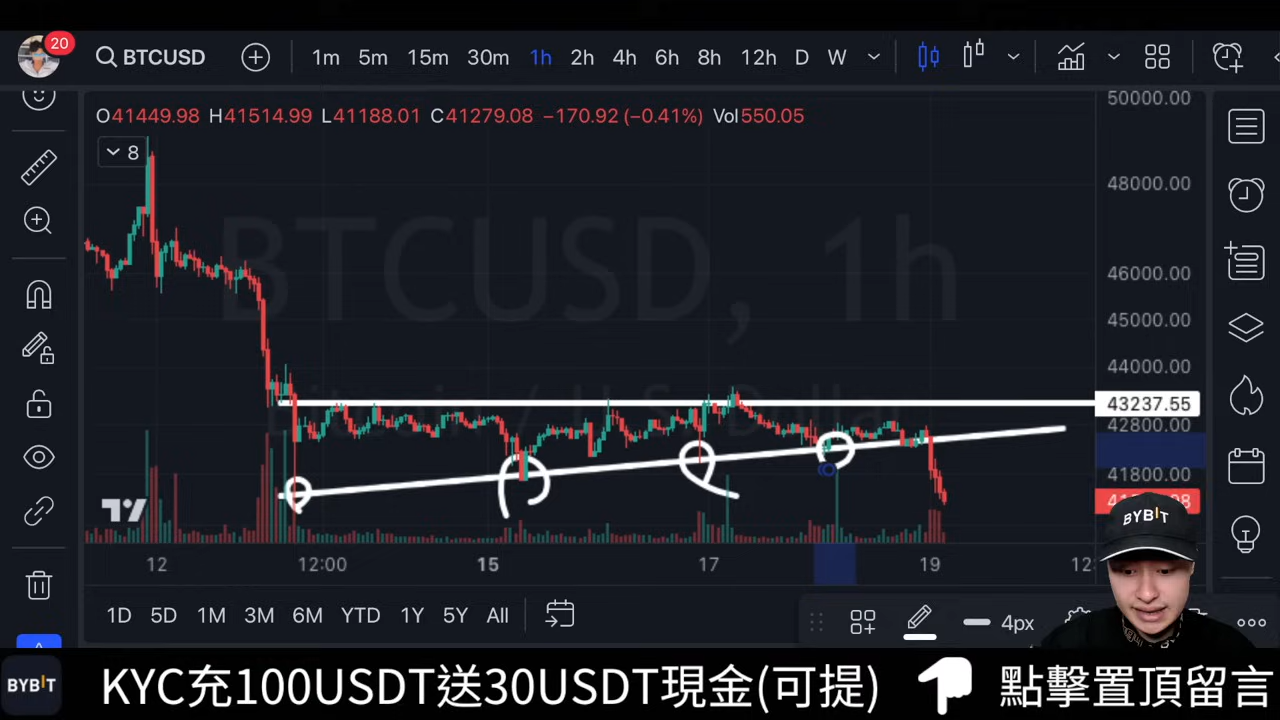 20
BTCUSD 1m 5m 15m 30m 1h 2h 4h 6h 8h 12h D W
O41449.98 H41514.99 L41188.01 C41279.08 −170.92 (−0.41%) Vol550.05
8
BTCUSD, 1h
Bitcoin / U.S. Dollar
50000.00
48000.00
46000.00
45000.00
44000.00
43237.55
42800.00
41800.00
12 12:00 15 17 19
1D 5D 1M 3M 6M YTD 1Y 5Y All
4px
BYBIT
BYBIT KYC充100USDT送30USDT現金(可提) 點擊置頂留言